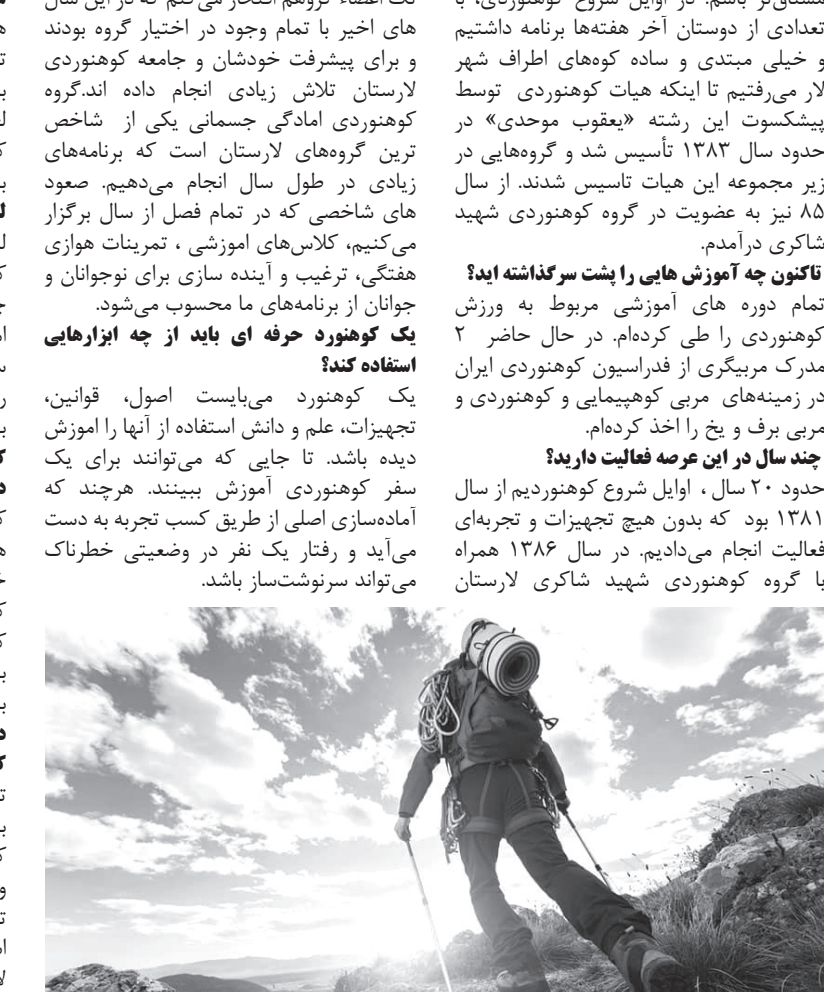 مشتاق‌تر باشم. در اوایل شروع کوهنوردی، با
تعدادی از دوستان آخر هفته‌ها برنامه داشتیم
و خیلی مبتدی و ساده کوه‌های اطراف شهر
لار می‌رفتیم تا اینکه هیات کوهنوردی توسط
پیشکسوت این رشته «یعقوب موحدی» در
حدود سال ۱۳۸۳ تأسیس شد و گروه‌هایی در
زیر مجموعه این هیات تاسیس شدند. از سال
۸۵ نیز به عضویت در گروه کوهنوردی شهید
شاکری درآمدم.
تاکنون چه آموزش هایی را پشت سر گذاشته اید؟
تمام دوره های آموزشی مربوط به ورزش
کوهنوردی را طی کرده‌ام. در حال حاضر ۲
مدرک مربیگری از فدراسیون کوهنوردی ایران
در زمینه‌های مربی کوهپیمایی و کوهنوردی و
مربی برف و یخ را اخذ کرده‌ام.
چند سال در این عرصه فعالیت دارید؟
حدود ۲۰ سال ، اوایل شروع کوهنوردیم از سال
۱۳۸۱ بود که بدون هیچ تجهیزات و تجربه‌ای
فعالیت انجام می‌دادیم. در سال ۱۳۸۶ همراه
با گروه کوهنوردی شهید شاکری لارستان
تک اعضاء گروهم افتخار می‌کنم که در این سال
های اخیر با تمام وجود در اختیار گروه بودند
و برای پیشرفت خودشان و جامعه کوهنوردی
لارستان تلاش زیادی انجام داده اند.گروه
کوهنوردی امادگی جسمانی یکی از شاخص
ترین گروه‌های لارستان است که برنامه‌های
زیادی در طول سال انجام می‌دهیم. صعود
های شاخصی که در تمام فصل از سال برگزار
می‌کنیم، کلاس‌های اموزشی ، تمرینات هوازی
هفتگی، ترغیب و آینده سازی برای نوجوانان و
جوانان از برنامه‌های ما محسوب می‌شود.
یک کوهنورد حرفه ای باید از چه ابزارهایی
استفاده کند؟
یک کوهنورد می‌بایست اصول، قوانین،
تجهیزات، علم و دانش استفاده از آنها را اموزش
دیده باشد. تا جایی که می‌توانند برای یک
سفر کوهنوردی آموزش ببینند. هرچند که
آماده‌سازی اصلی از طریق کسب تجربه به دست
می‌آید و رفتار یک نفر در وضعیتی خطرناک
می‌تواند سرنوشت‌ساز باشد.